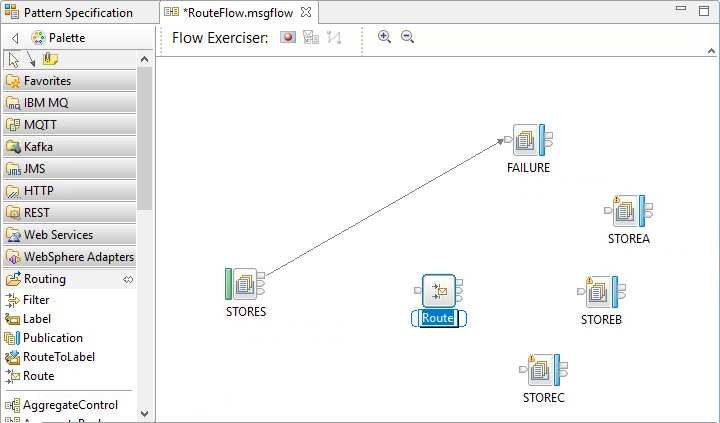 Pattern Specification
*RouteFlow.msgflow
Palette
Flow Exerciser:
Favorites
IBM MQ
MQTT
Kafka
JMS
HTTP
REST
Web Services
WebSphere Adapters
Routing
Filter
Label
Publication
RouteToLabel
Route
AggregateControl
FAILURE
STOREA
STORES
Route
STOREB
STOREC